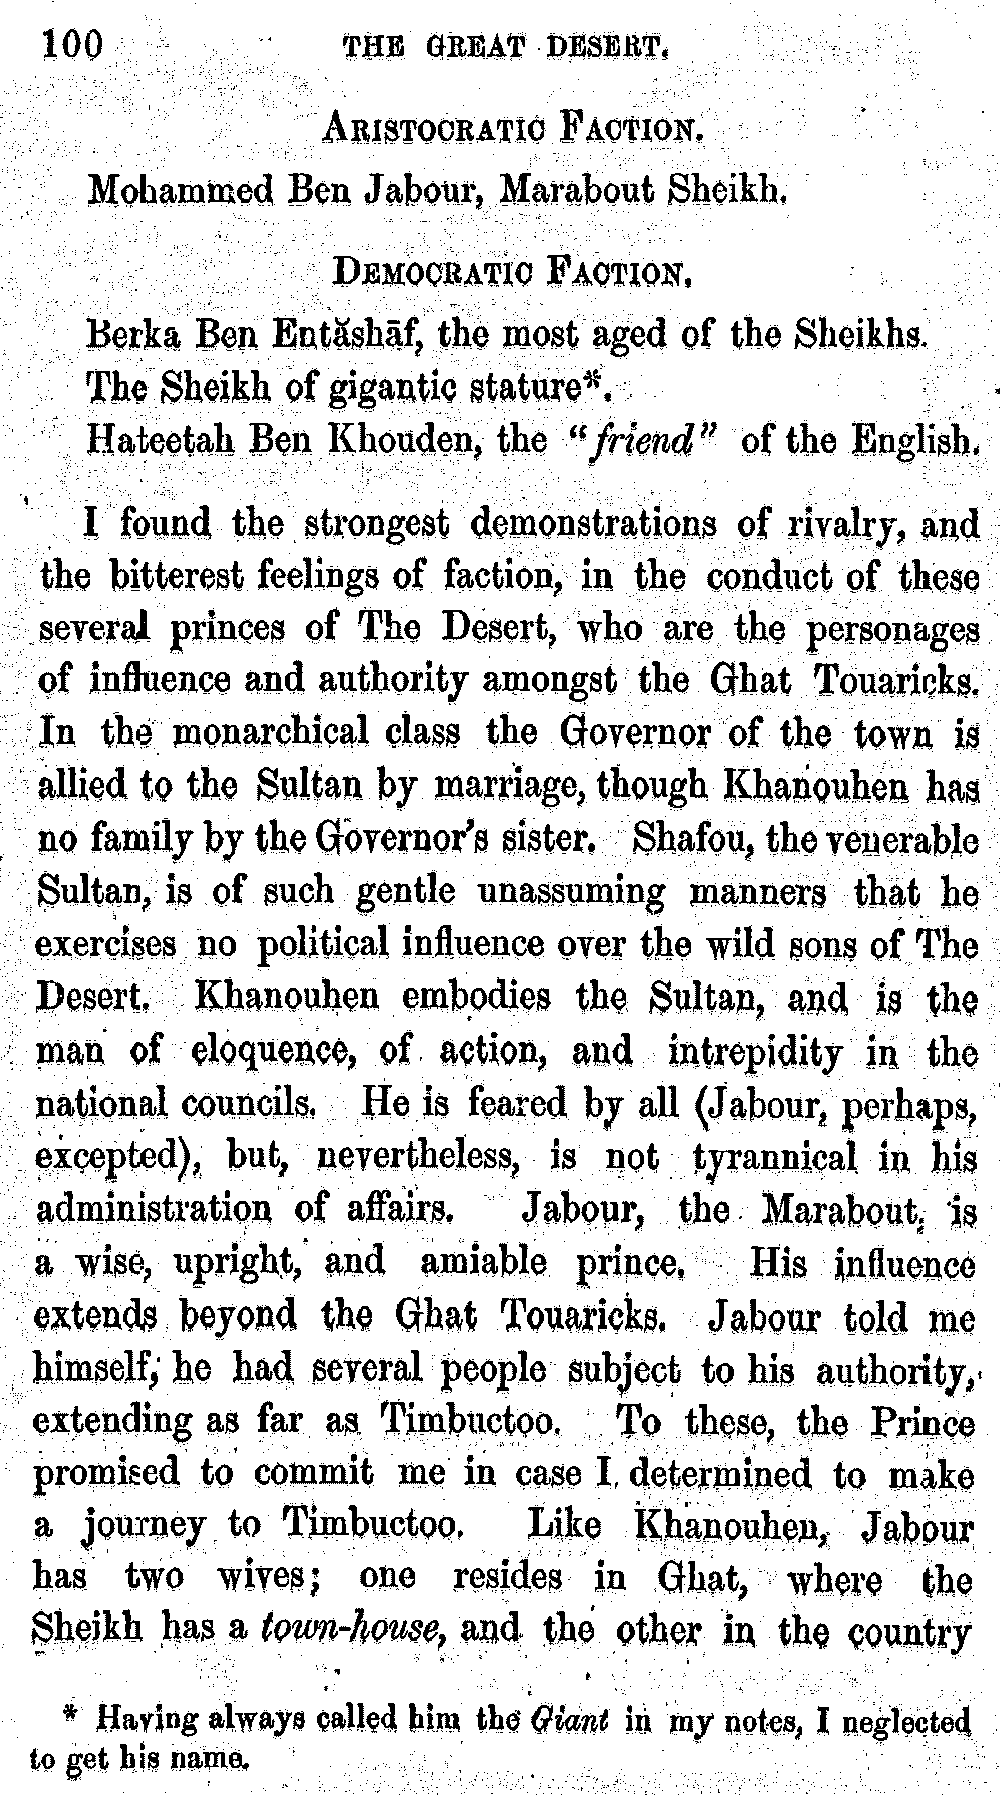 100 THE GREAT DESERT.
ARISTOCRATIC FACTION.
Mohammed Ben Jabour, Marabout Sheikh.
DEMOCRATIC FACTION.
Berka Ben Entăshāf, the most aged of the Sheikhs.
The Sheikh of gigantic stature*.
Hateetah Ben Khouden, the "friend" of the English.
I found the strongest demonstrations of rivalry, and
the bitterest feelings of faction, in the conduct of these
several princes of The Desert, who are the personages
of influence and authority amongst the Ghat Touaricks.
In the monarchical class the Governor of the town is
allied to the Sultan by marriage, though Khanouhen has
no family by the Governor's sister. Shafou, the venerable
Sultan, is of such gentle unassuming manners that he
exercises no political influence over the wild sons of The
Desert. Khanouhen embodies the Sultan, and is the
man of eloquence, of action, and intrepidity in the
national councils. He is feared by all (Jabour, perhaps,
excepted), but, nevertheless, is not tyrannical in his
administration of affairs. Jabour, the Marabout, is
a wise, upright, and amiable prince. His influence
extends beyond the Ghat Touaricks. Jabour told me
himself, he had several people subject to his authority,
extending as far as Timbuctoo. To these, the Prince
promised to commit me in case I determined to make
a journey to Timbuctoo. Like Khanouhen, Jabour
has two wives; one resides in Ghat, where the
Sheikh has a town-house, and the other in the country
* Having always called him the Giant in my notes, I neglected
to get his name.